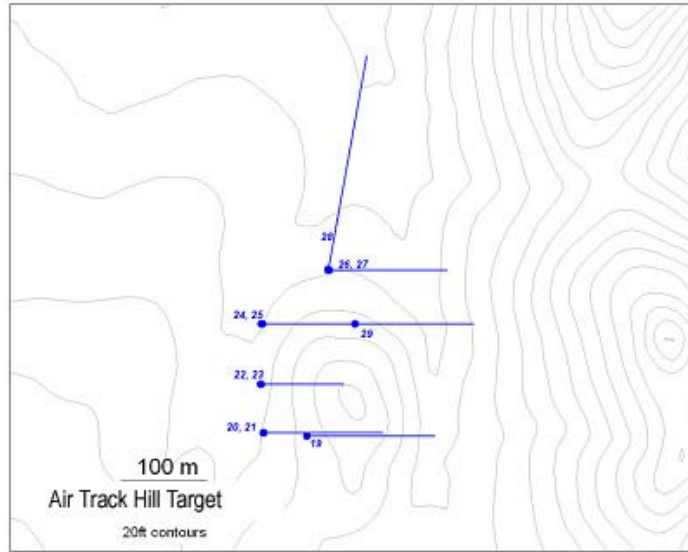 28
26, 27
24, 25
29
22, 23
20, 21
19
100 m
Air Track Hill Target
20ft contours